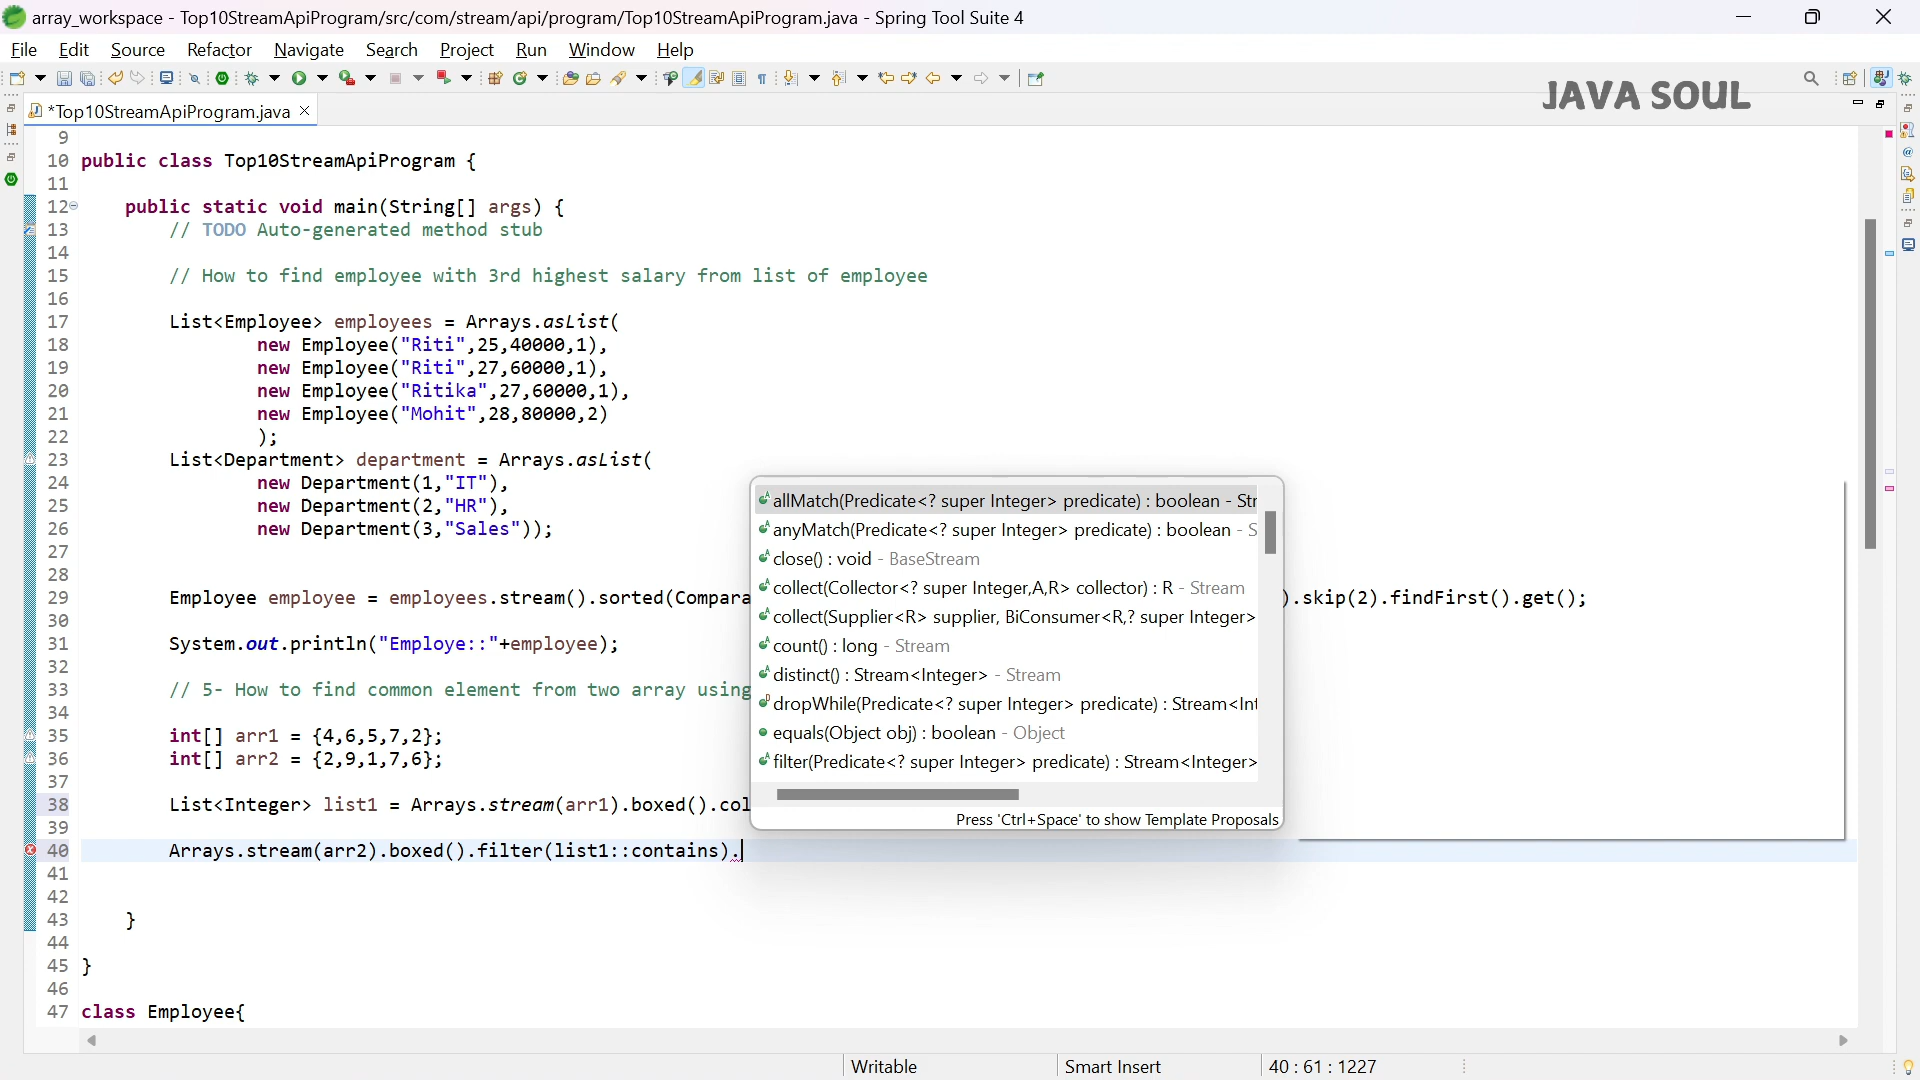 array_workspace - Top10StreamApiProgram/src/com/stream/api/program/Top10StreamApiProgram.java - Spring Tool Suite 4
File Edit Source Refactor Navigate Search Project Run Window Help
JAVA SOUL
*Top10StreamApiProgram.java
9
10 public class Top10StreamApiProgram {
11
12 public static void main(String[] args) {
13 // TODO Auto-generated method stub
14
15 // How to find employee with 3rd highest salary from list of employee
16
17 List<Employee> employees = Arrays.asList(
18 new Employee("Riti",25,40000,1),
19 new Employee("Riti",27,60000,1),
20 new Employee("Ritika",27,60000,1),
21 new Employee("Mohit",28,80000,2)
22 );
23 List<Department> department = Arrays.asList(
24 new Department(1,"IT"),
25 new Department(2,"HR"),
26 new Department(3,"Sales"));
27
28
29 Employee employee = employees.stream().sorted(Compara ).skip(2).findFirst().get();
30
31 System.out.println("Employe::"+employee);
32
33 // 5- How to find common element from two array using
34
35 int[] arr1 = {4,6,5,7,2};
36 int[] arr2 = {2,9,1,7,6};
37
38 List<Integer> list1 = Arrays.stream(arr1).boxed().col
39
40 Arrays.stream(arr2).boxed().filter(list1::contains).
41
42
43 }
44
45 }
46
47 class Employee{
allMatch(Predicate<? super Integer> predicate) : boolean - Str
anyMatch(Predicate<? super Integer> predicate) : boolean - S
close() : void - BaseStream
collect(Collector<? super Integer,A,R> collector) : R - Stream
collect(Supplier<R> supplier, BiConsumer<R,? super Integer>
count() : long - Stream
distinct() : Stream<Integer> - Stream
dropWhile(Predicate<? super Integer> predicate) : Stream<Int
equals(Object obj) : boolean - Object
filter(Predicate<? super Integer> predicate) : Stream<Integer>
Press 'Ctrl+Space' to show Template Proposals
Writable Smart Insert 40 : 61 : 1227